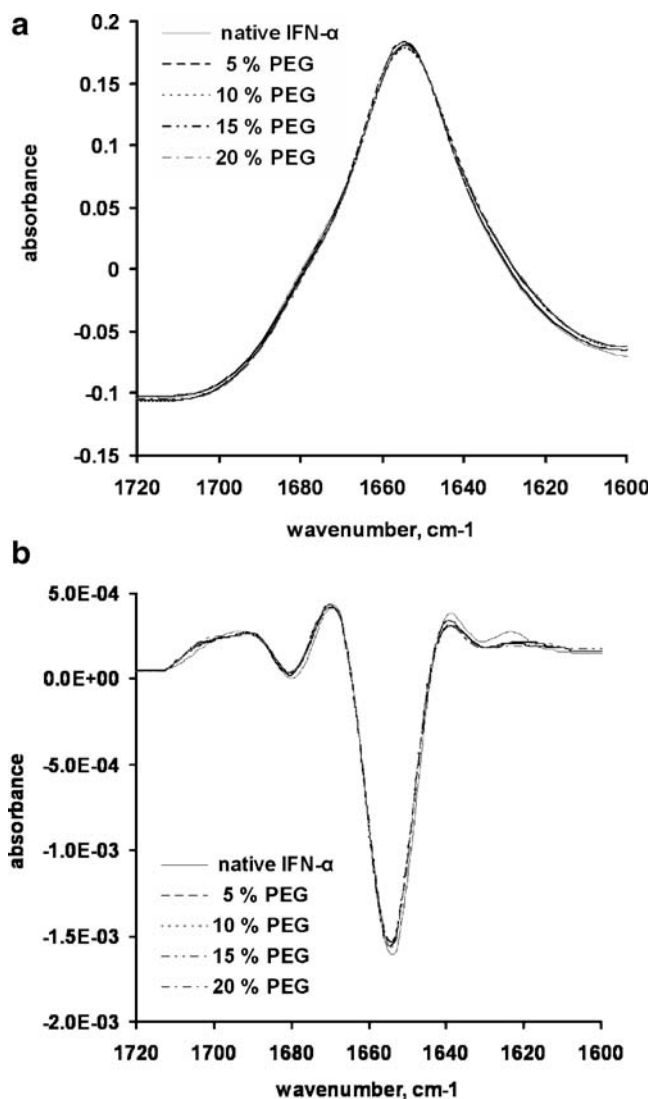 a
native IFN-α
5 % PEG
10 % PEG
15 % PEG
20 % PEG
0.2
0.15
0.1
0.05
0
-0.05
-0.1
-0.15
absorbance
1720 1700 1680 1660 1640 1620 1600
wavenumber, cm-1
b
5.0E-04
0.0E+00
-5.0E-04
-1.0E-03
-1.5E-03
-2.0E-03
absorbance
native IFN-α
5 % PEG
10 % PEG
15 % PEG
20 % PEG
1720 1700 1680 1660 1640 1620 1600
wavenumber, cm-1